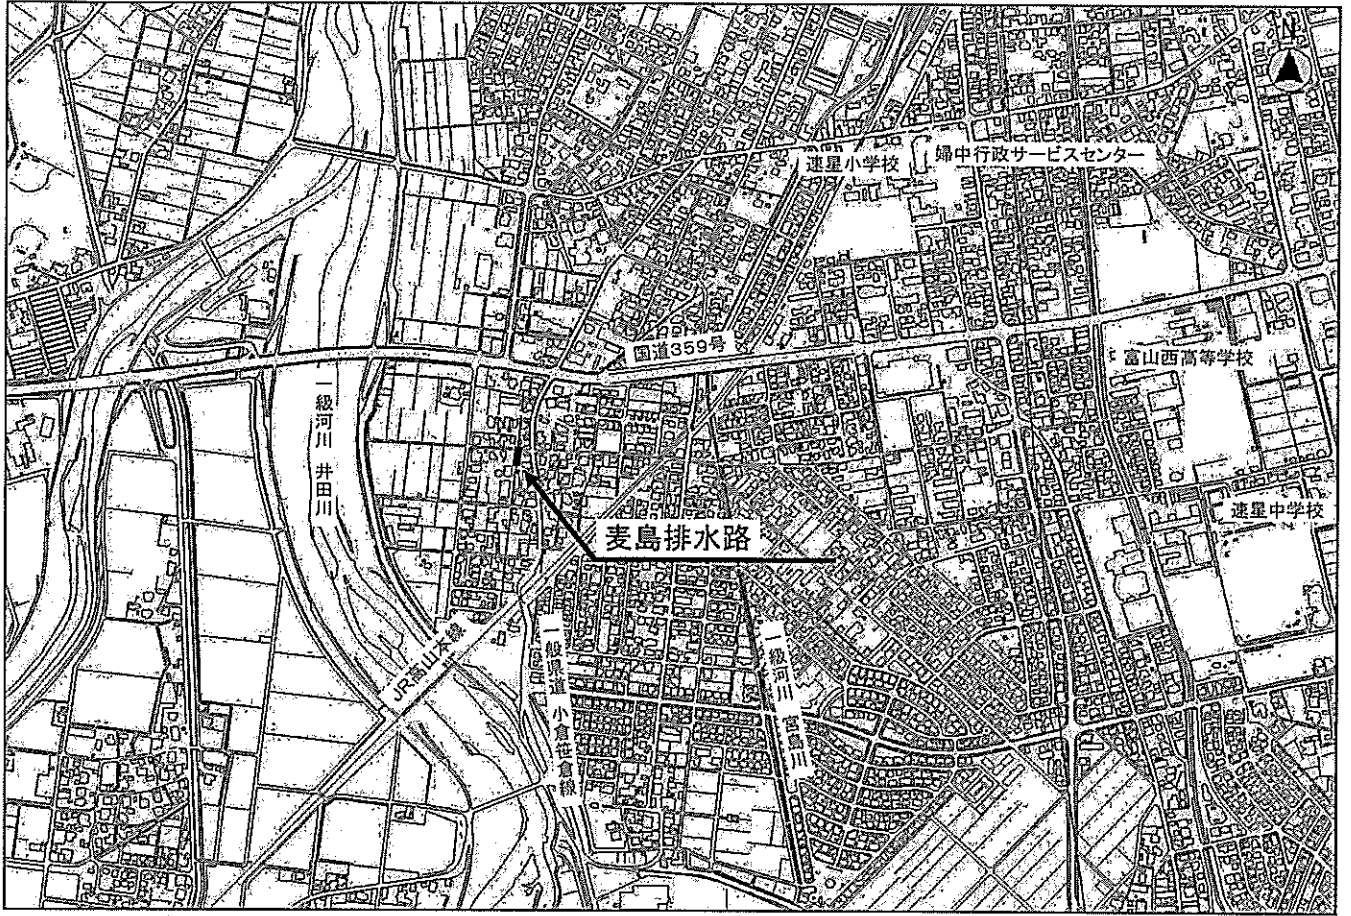 N
速星小学校
婦中行政サービスセンター
国道359号
富山西高等学校
一級河川 井田川
速星中学校
麦島排水路
JR高山本線
一般県道 小倉笹倉線
一級河川 宮島川